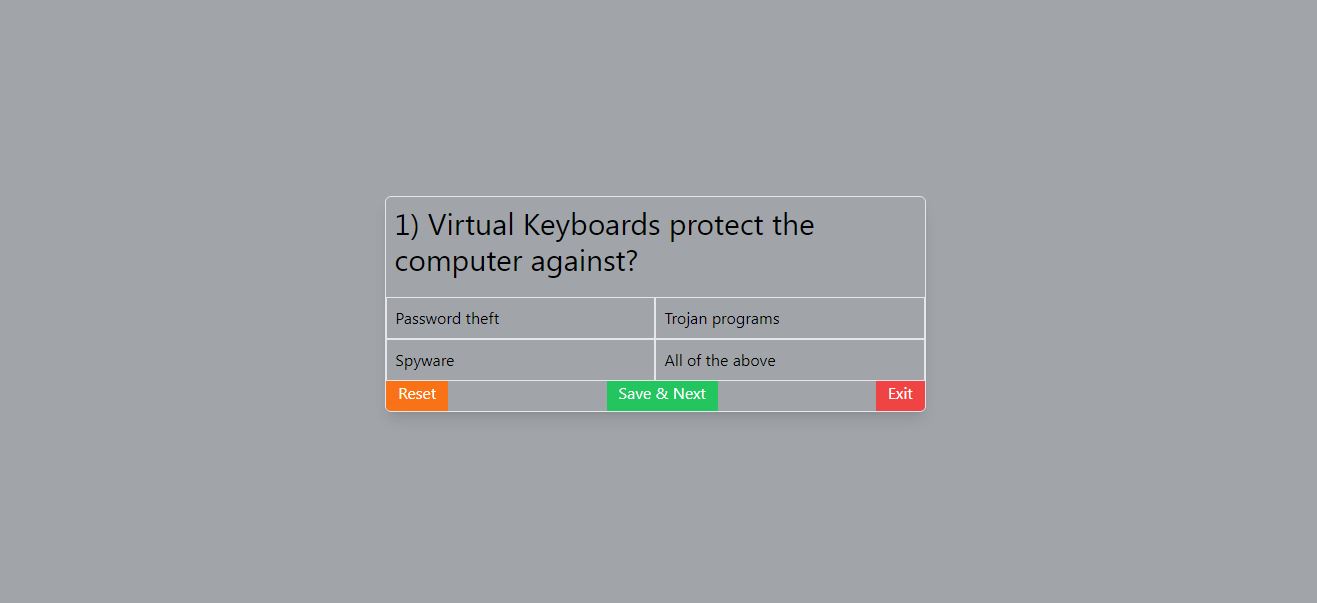 1) Virtual Keyboards protect the
computer against?
Password theft
Trojan programs
Spyware
All of the above
Reset
Save & Next
Exit